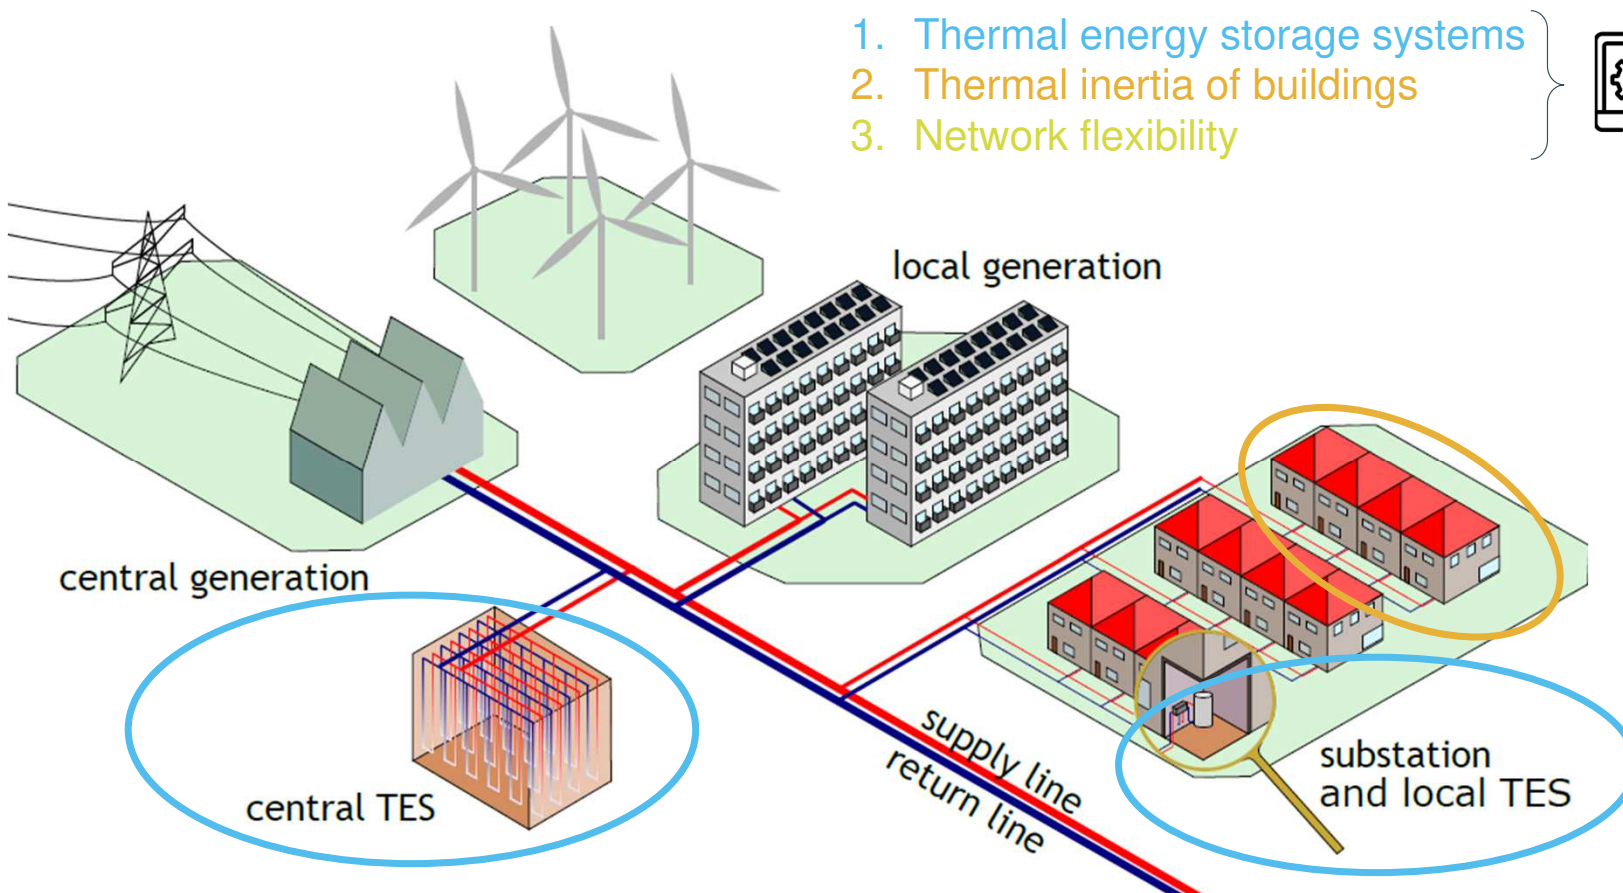 1. Thermal energy storage systems
2. Thermal inertia of buildings
3. Network flexibility
local generation
central generation
central TES
supply line
return line
substation
and local TES